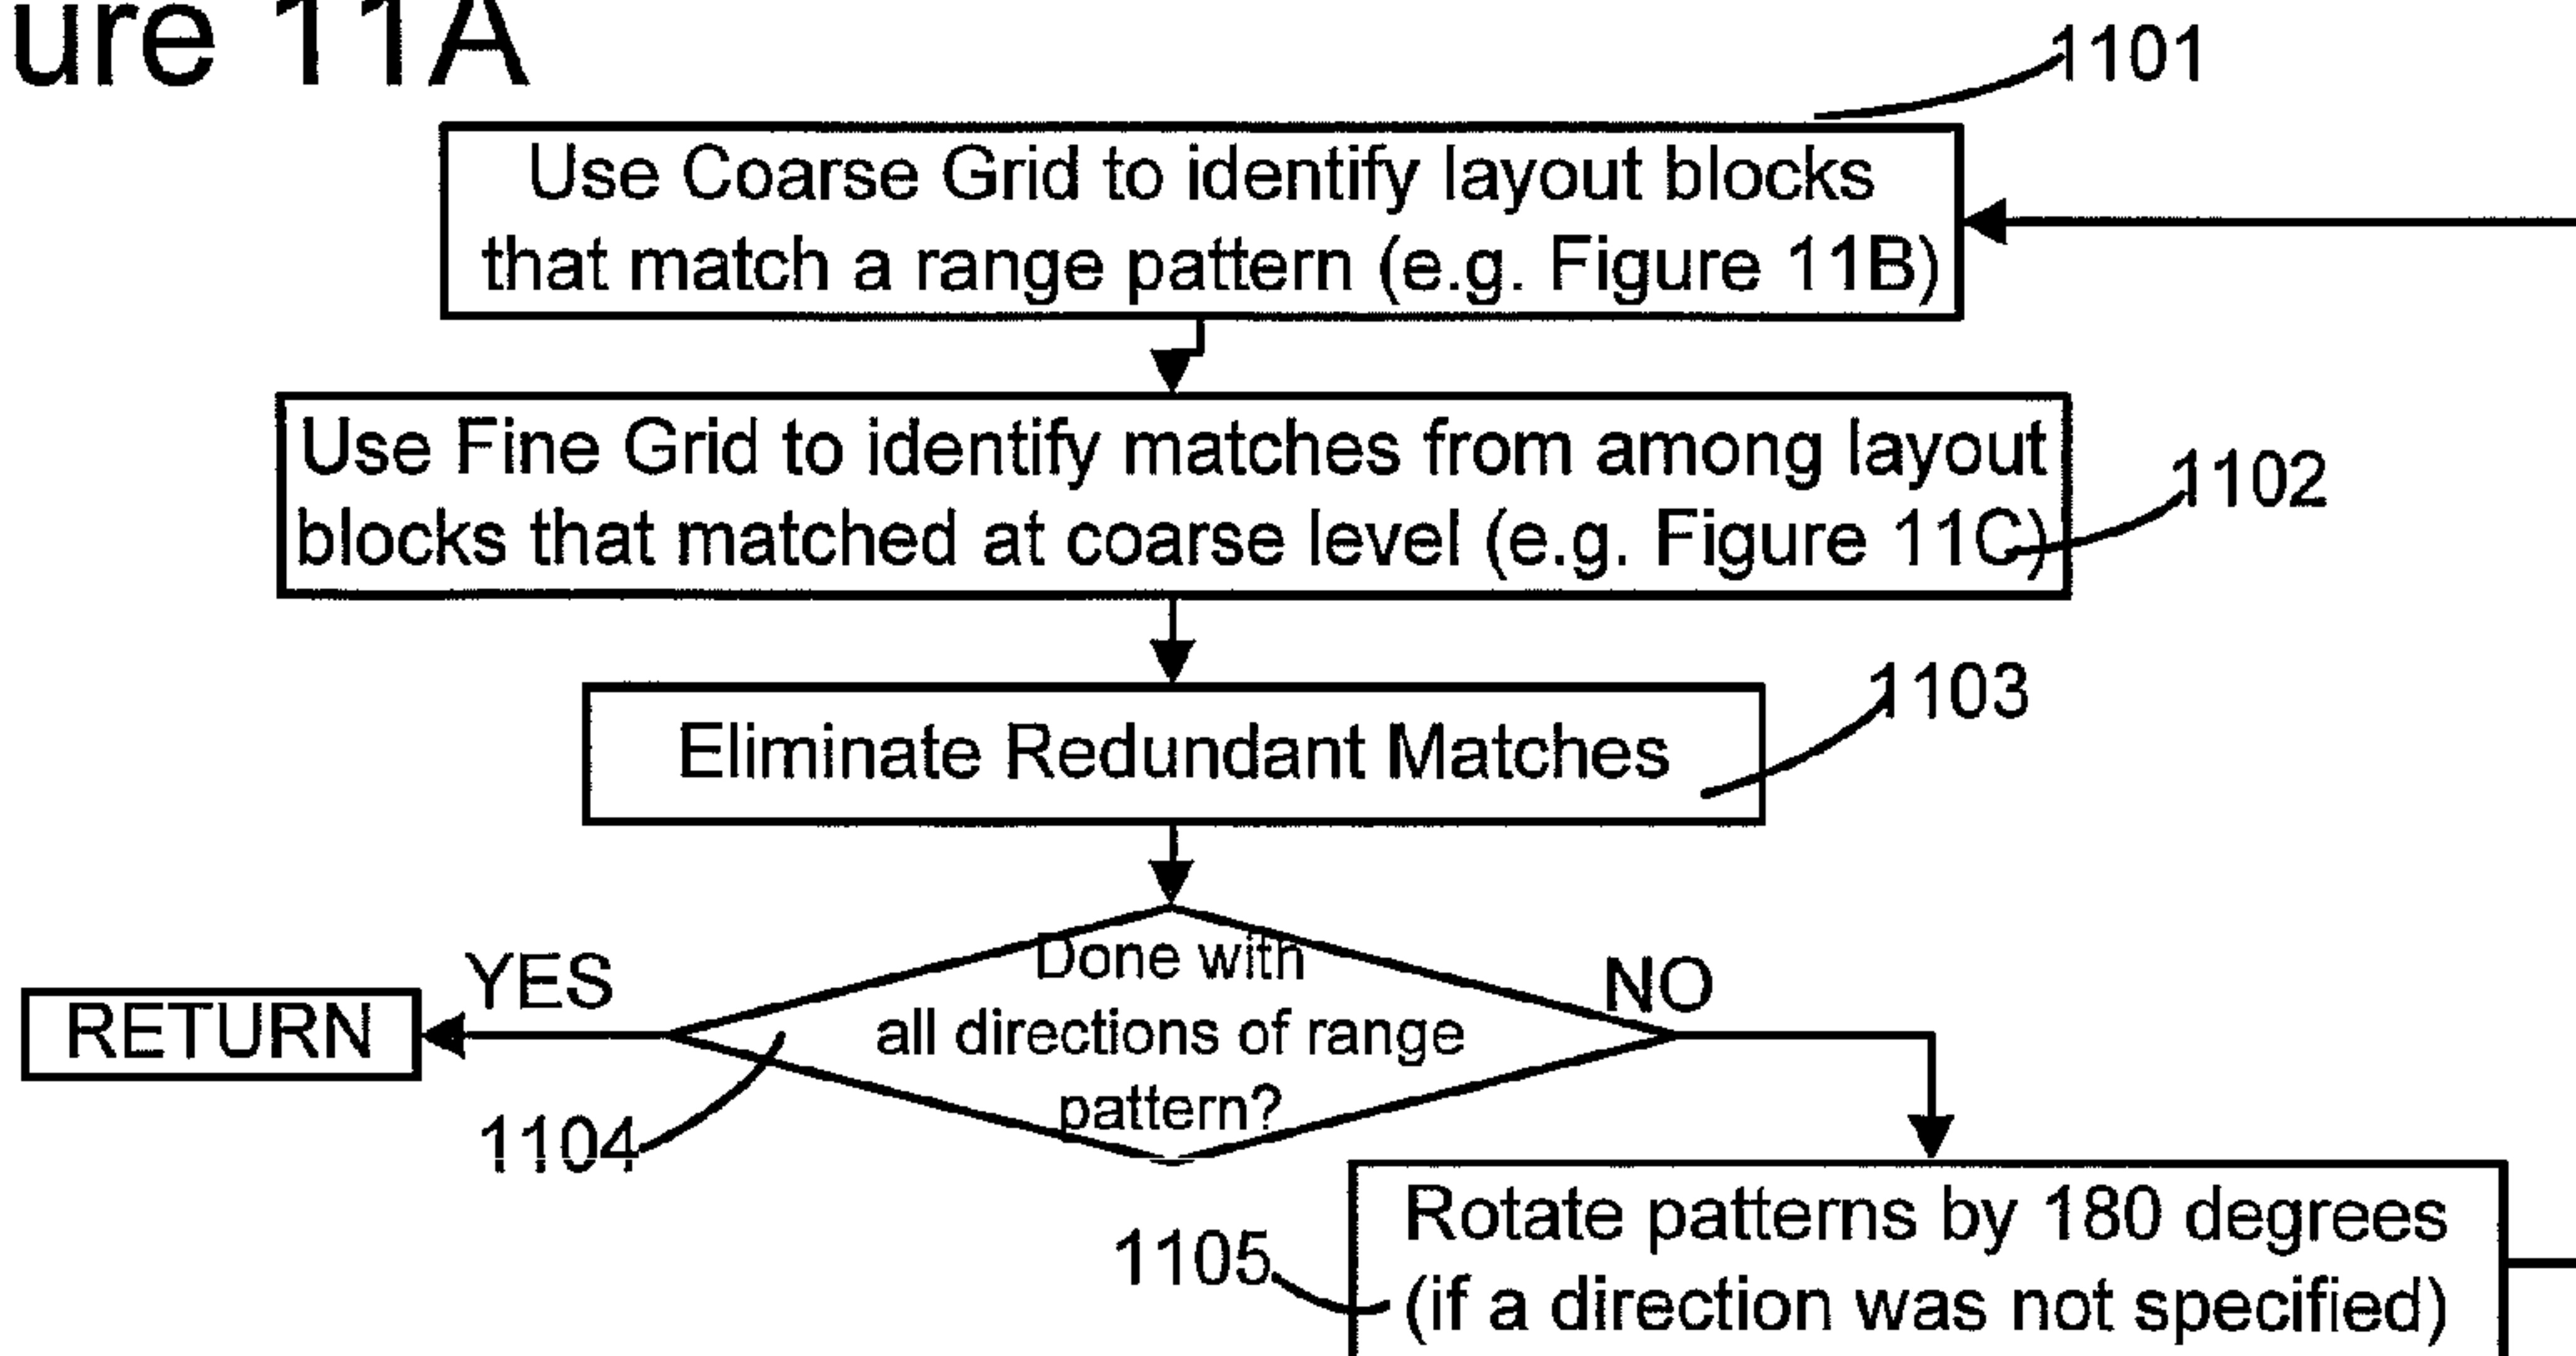 ure 11A
1101
Use Coarse Grid to identify layout blocks
that match a range pattern (e.g. Figure 11B)
Use Fine Grid to identify matches from among layout
blocks that matched at coarse level (e.g. Figure 11C)
1102
1103
Eliminate Redundant Matches
Done with
all directions of range
pattern?
YES
NO
RETURN
1104
1105
Rotate patterns by 180 degrees
(if a direction was not specified)